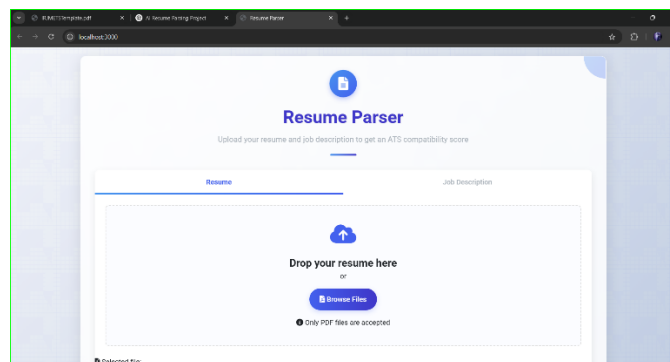 IRJMETS Template.pdf
AI Resume Parsing Project
Resume Parser
localhost:3000
Resume Parser
Upload your resume and job description to get an ATS compatibility score
Resume
Job Description
Drop your resume here
or
Browse Files
Only PDF files are accepted
Selected file: